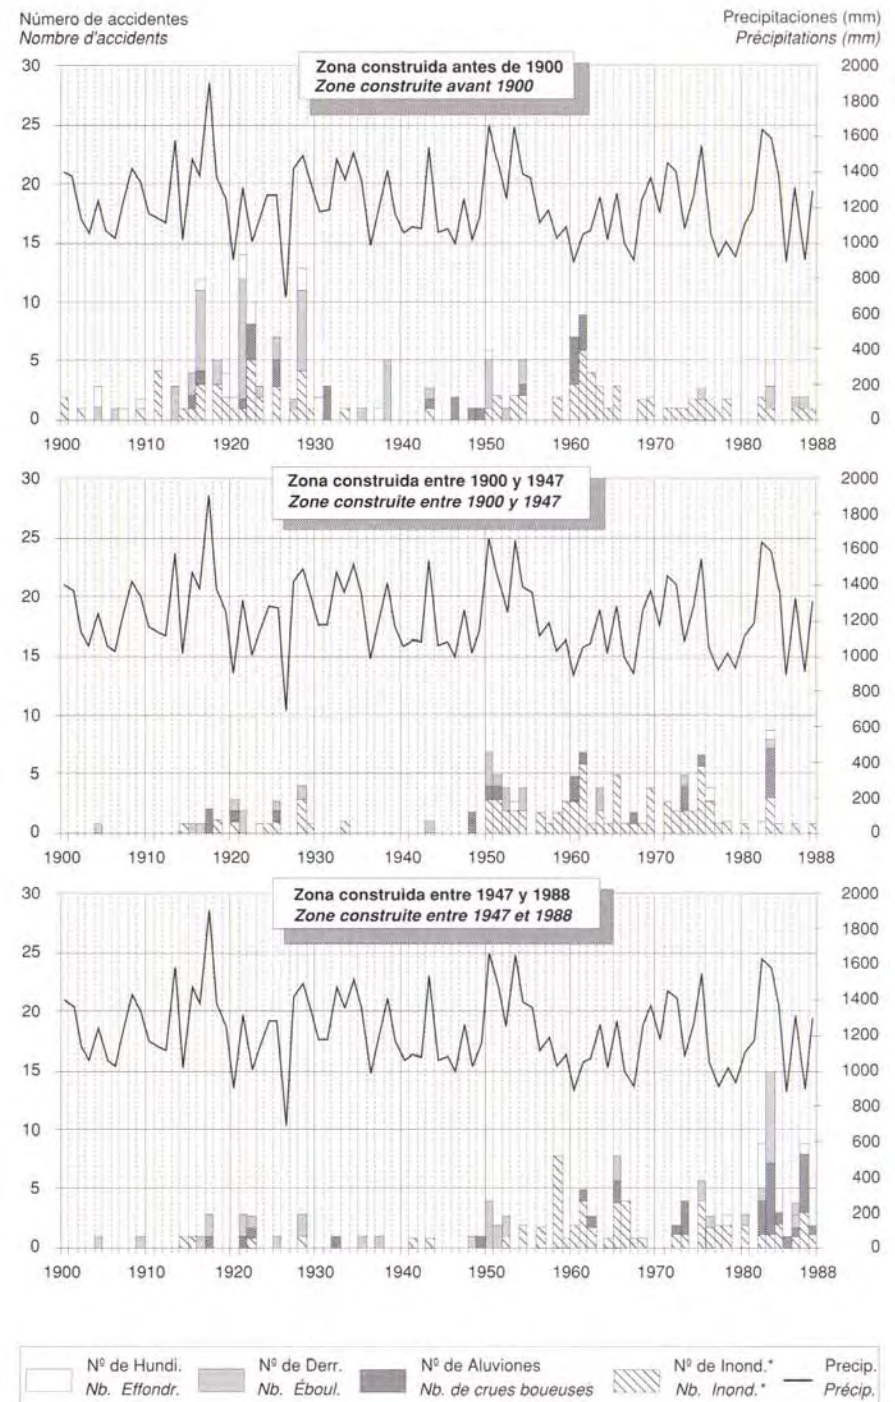 Número de accidentes
Nombre d'accidents
Precipitaciones (mm)
Précipitations (mm)
Zona construida antes de 1900
Zone construite avant 1900
30
25
20
15
10
5
0
2000
1800
1600
1400
1200
1000
800
600
400
200
0
1900 1910 1920 1930 1940 1950 1960 1970 1980 1988
Zona construida entre 1900 y 1947
Zone construite entre 1900 y 1947
30
25
20
15
10
5
0
2000
1800
1600
1400
1200
1000
800
600
400
200
0
1900 1910 1920 1930 1940 1950 1960 1970 1980 1988
Zona construida entre 1947 y 1988
Zone construite entre 1947 et 1988
30
25
20
15
10
5
0
2000
1800
1600
1400
1200
1000
800
600
400
200
0
1900 1910 1920 1930 1940 1950 1960 1970 1980 1988
Nº de Hundi.
Nb. Effondr.
Nº de Derr.
Nb. Éboul.
Nº de Aluviones
Nb. de crues boueuses
Nº de Inond.*
Nb. Inond.*
Precip.
Précip.